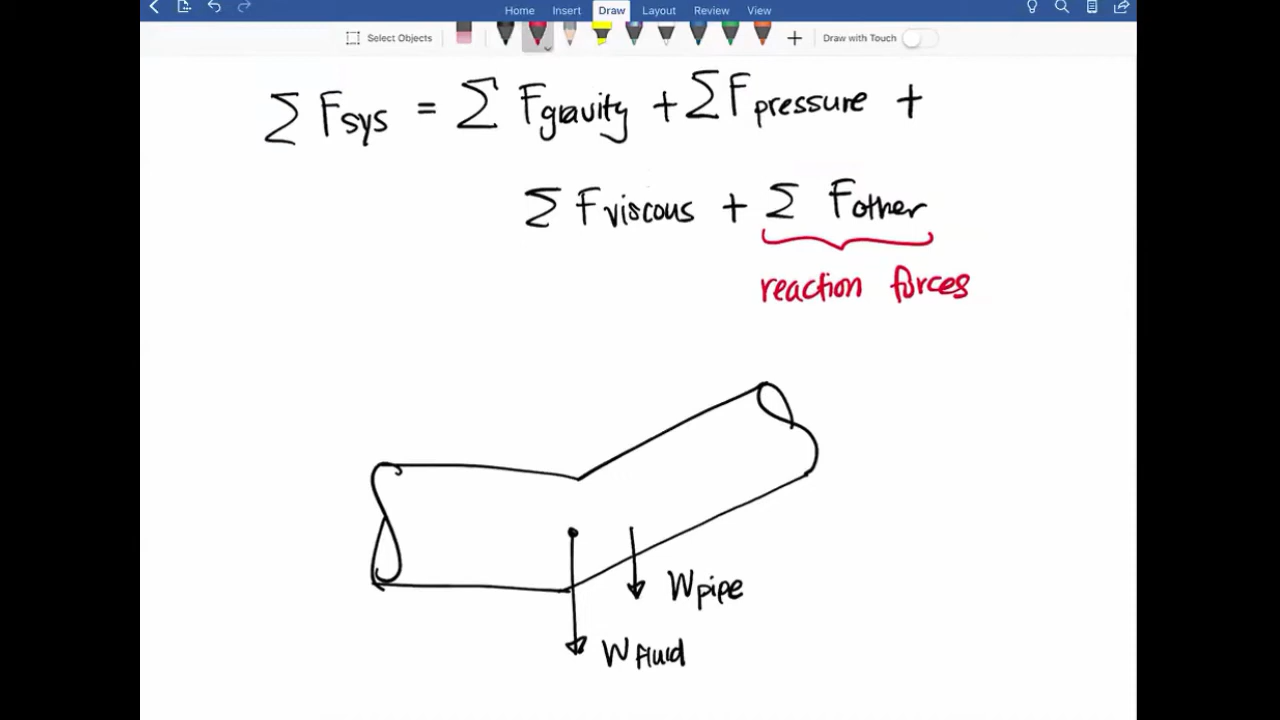 Home Insert Draw Layout Review View
Select Objects
Draw with Touch
Σ Fsys = Σ Fgravity + Σ Fpressure +
Σ Fviscous + Σ Fother
reaction forces
Wpipe
Wfluid